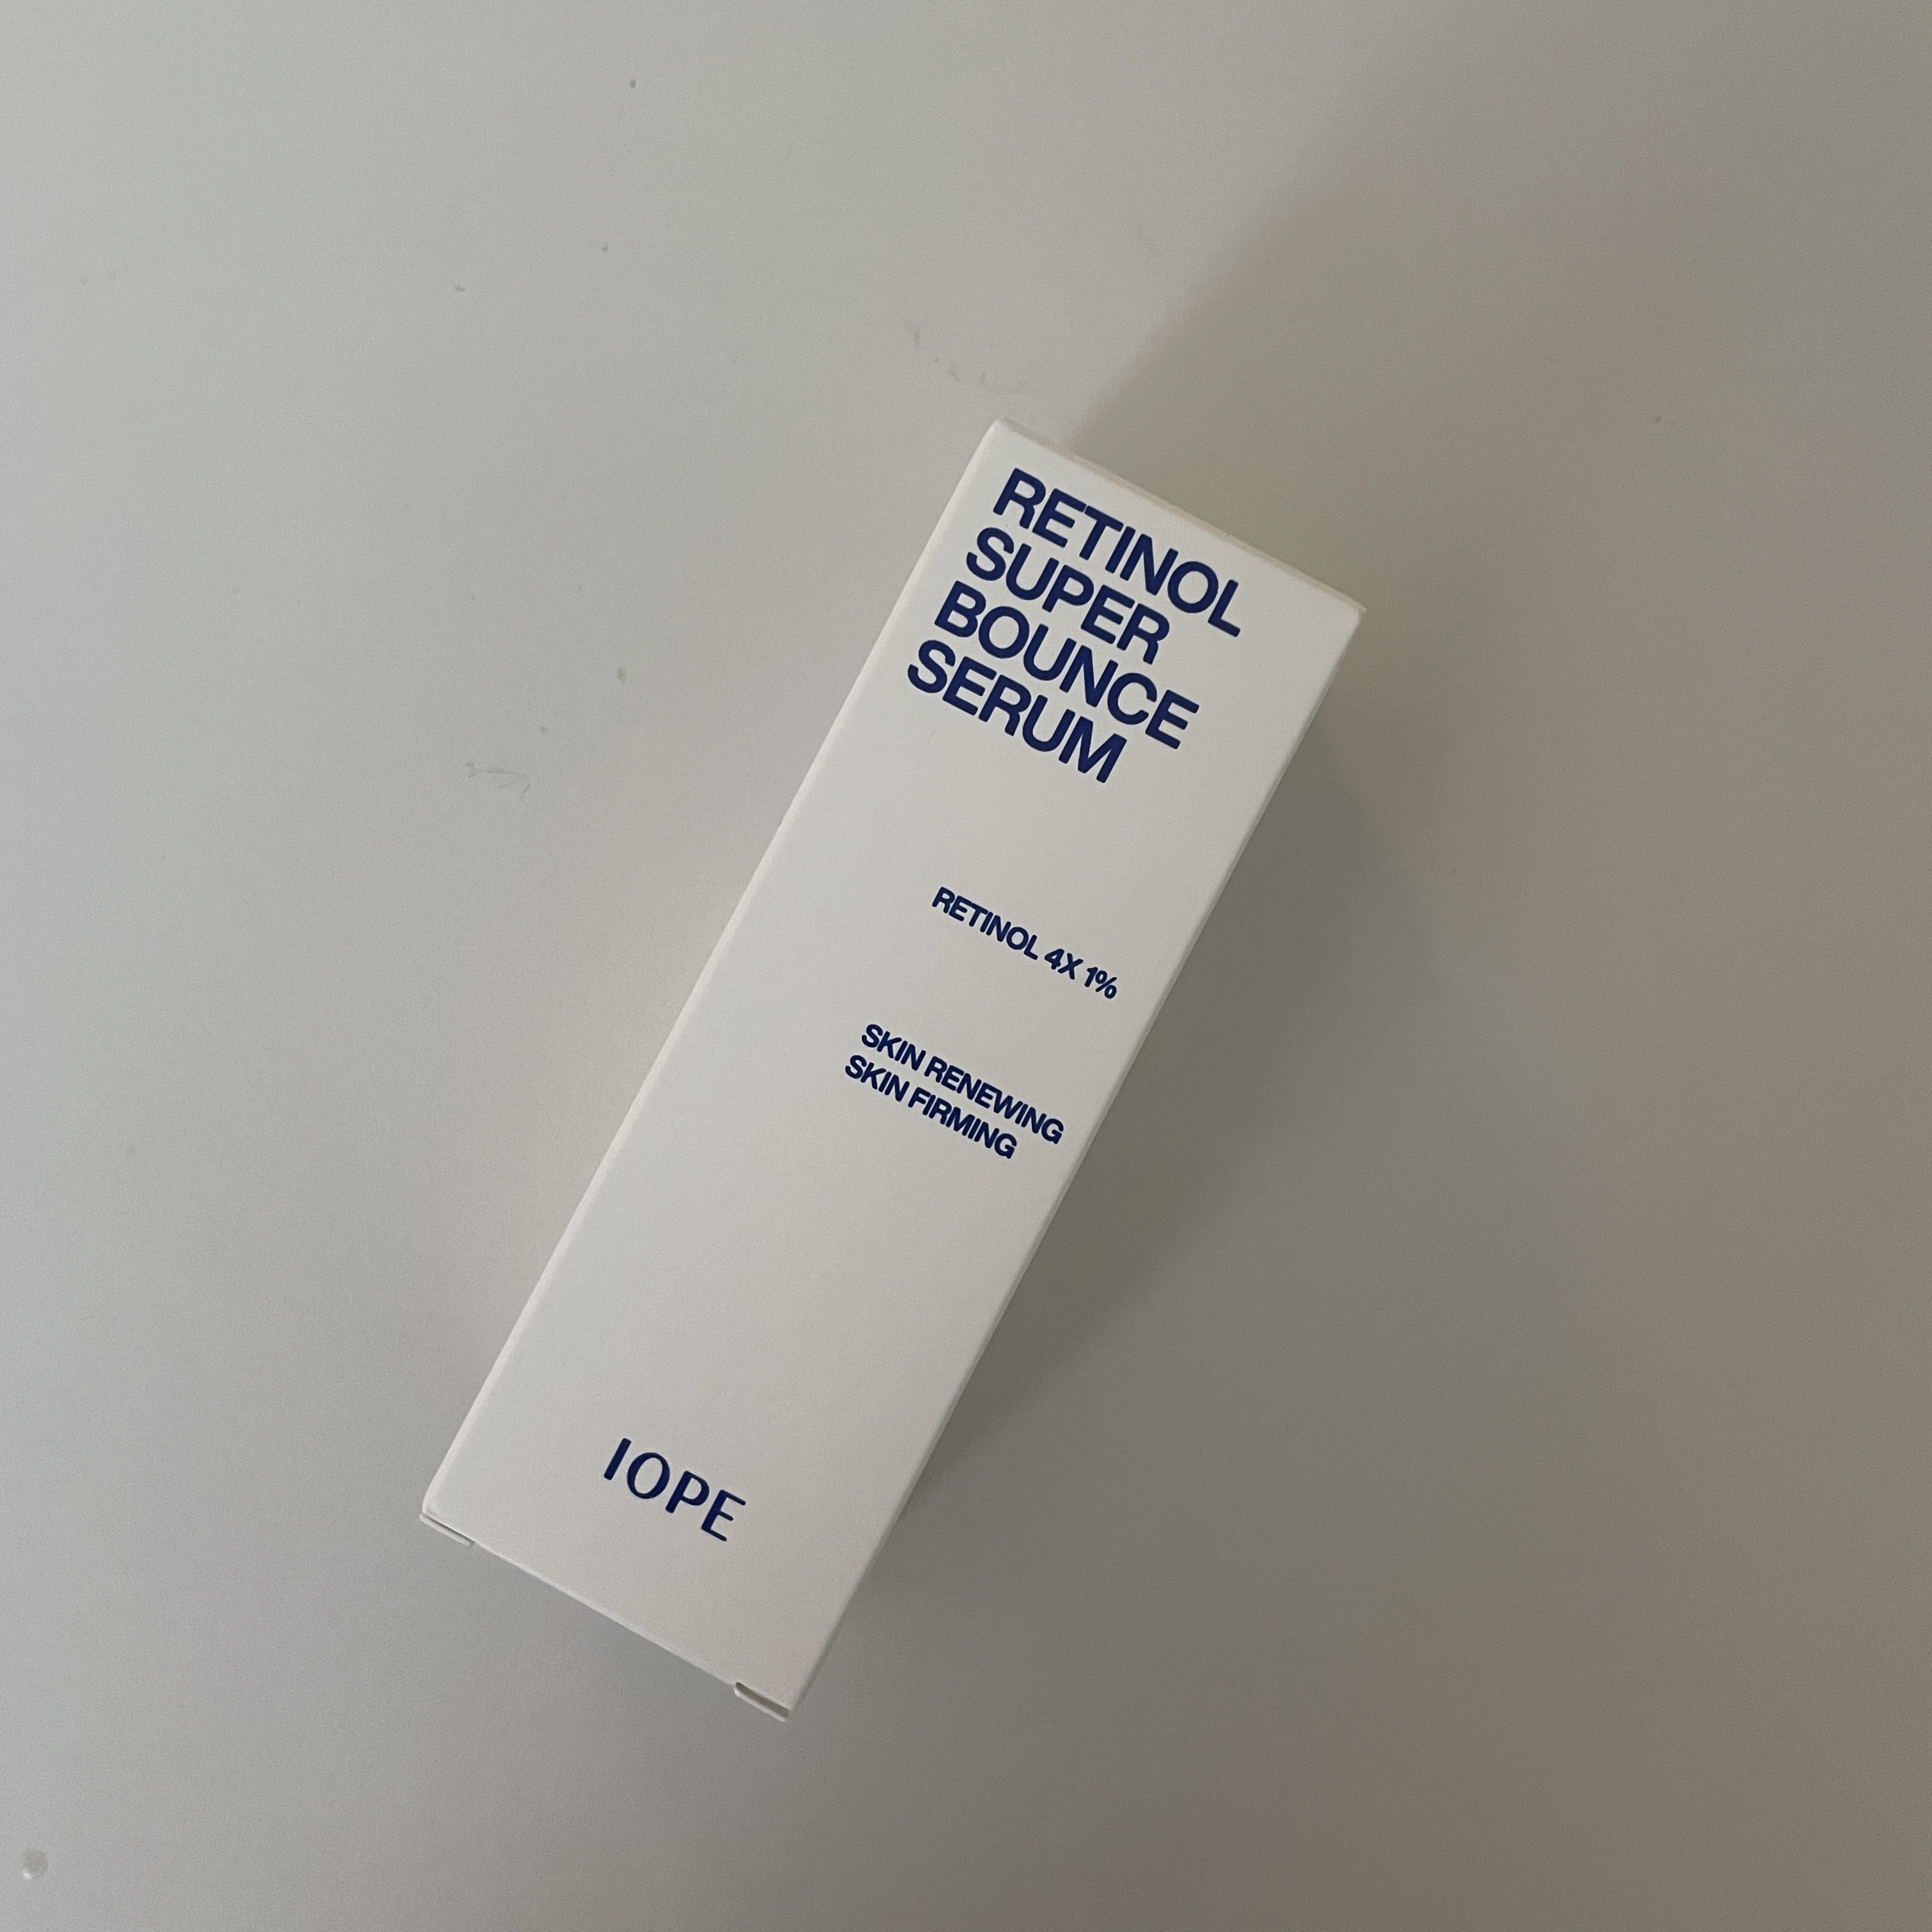 RETINOL
SUPER
BOUNCE
SERUM
RETINOL 4X 1%
SKIN RENEWING
SKIN FIRMING
IOPE